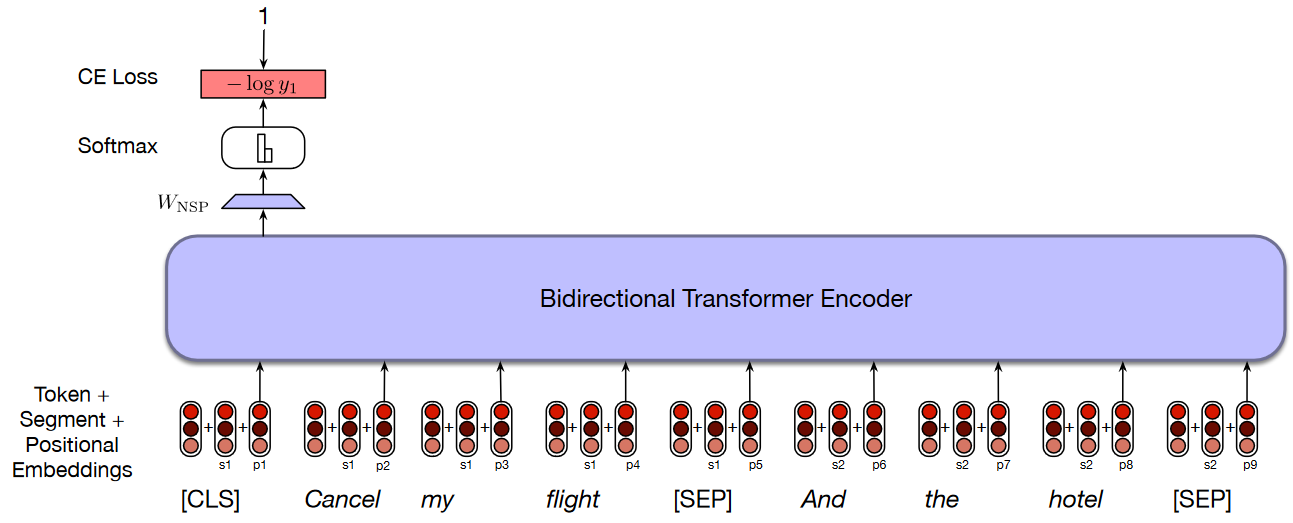 1
CE Loss
− log y₁
Softmax
W_NSP
Bidirectional Transformer Encoder
Token +
Segment +
Positional
Embeddings
+ + + + + + + + + + + + + + + + + +
s1 p1 s1 p2 s1 p3 s1 p4 s1 p5 s2 p6 s2 p7 s2 p8 s2 p9
[CLS] Cancel my flight [SEP] And the hotel [SEP]